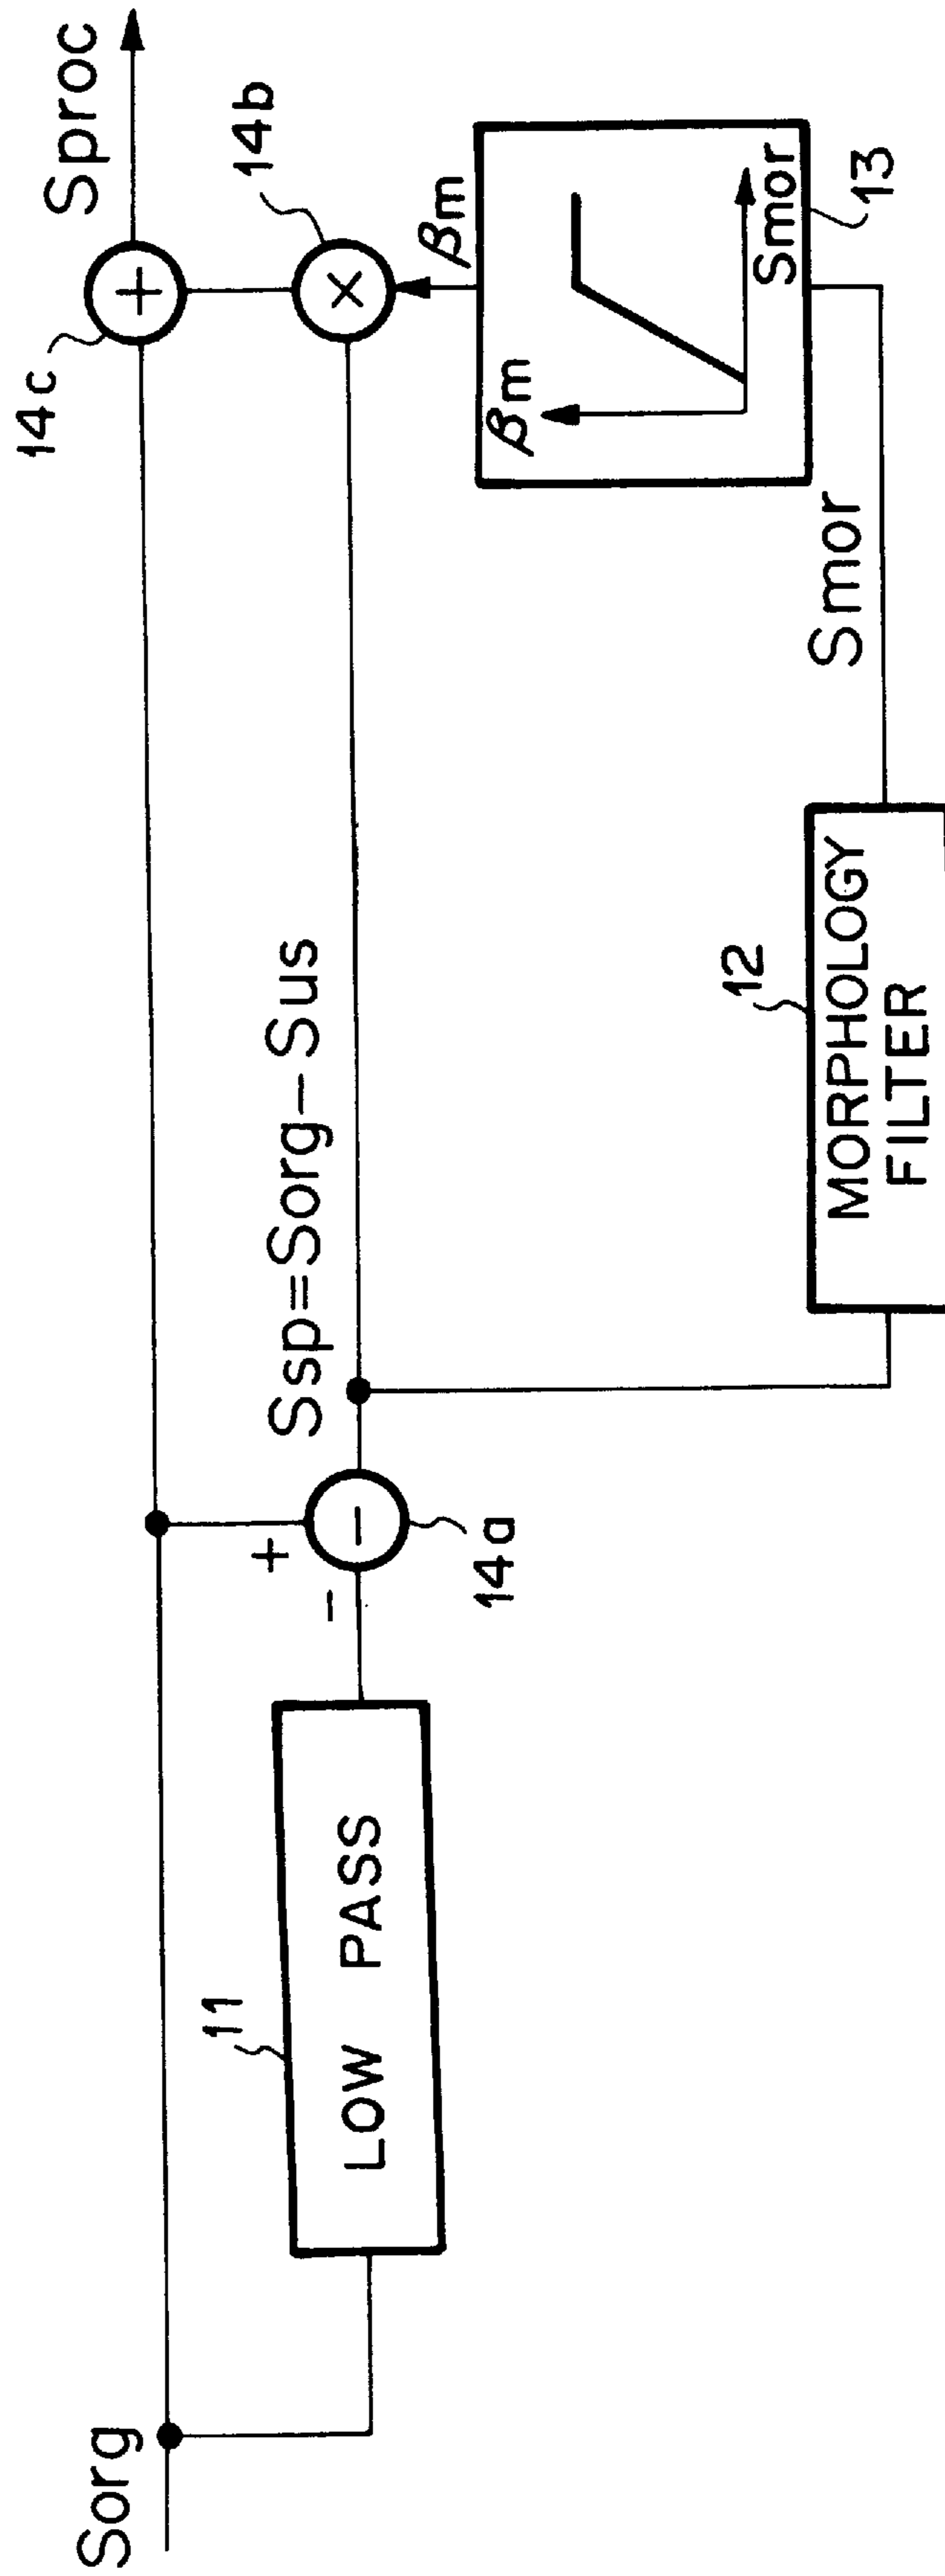 Sorg
Sproc
14c
+
14b
×
βm
Ssp=Sorg−Sus
+
−
−
14a
11
LOW PASS
βm
Smor
13
Smor
12
MORPHOLOGY
FILTER